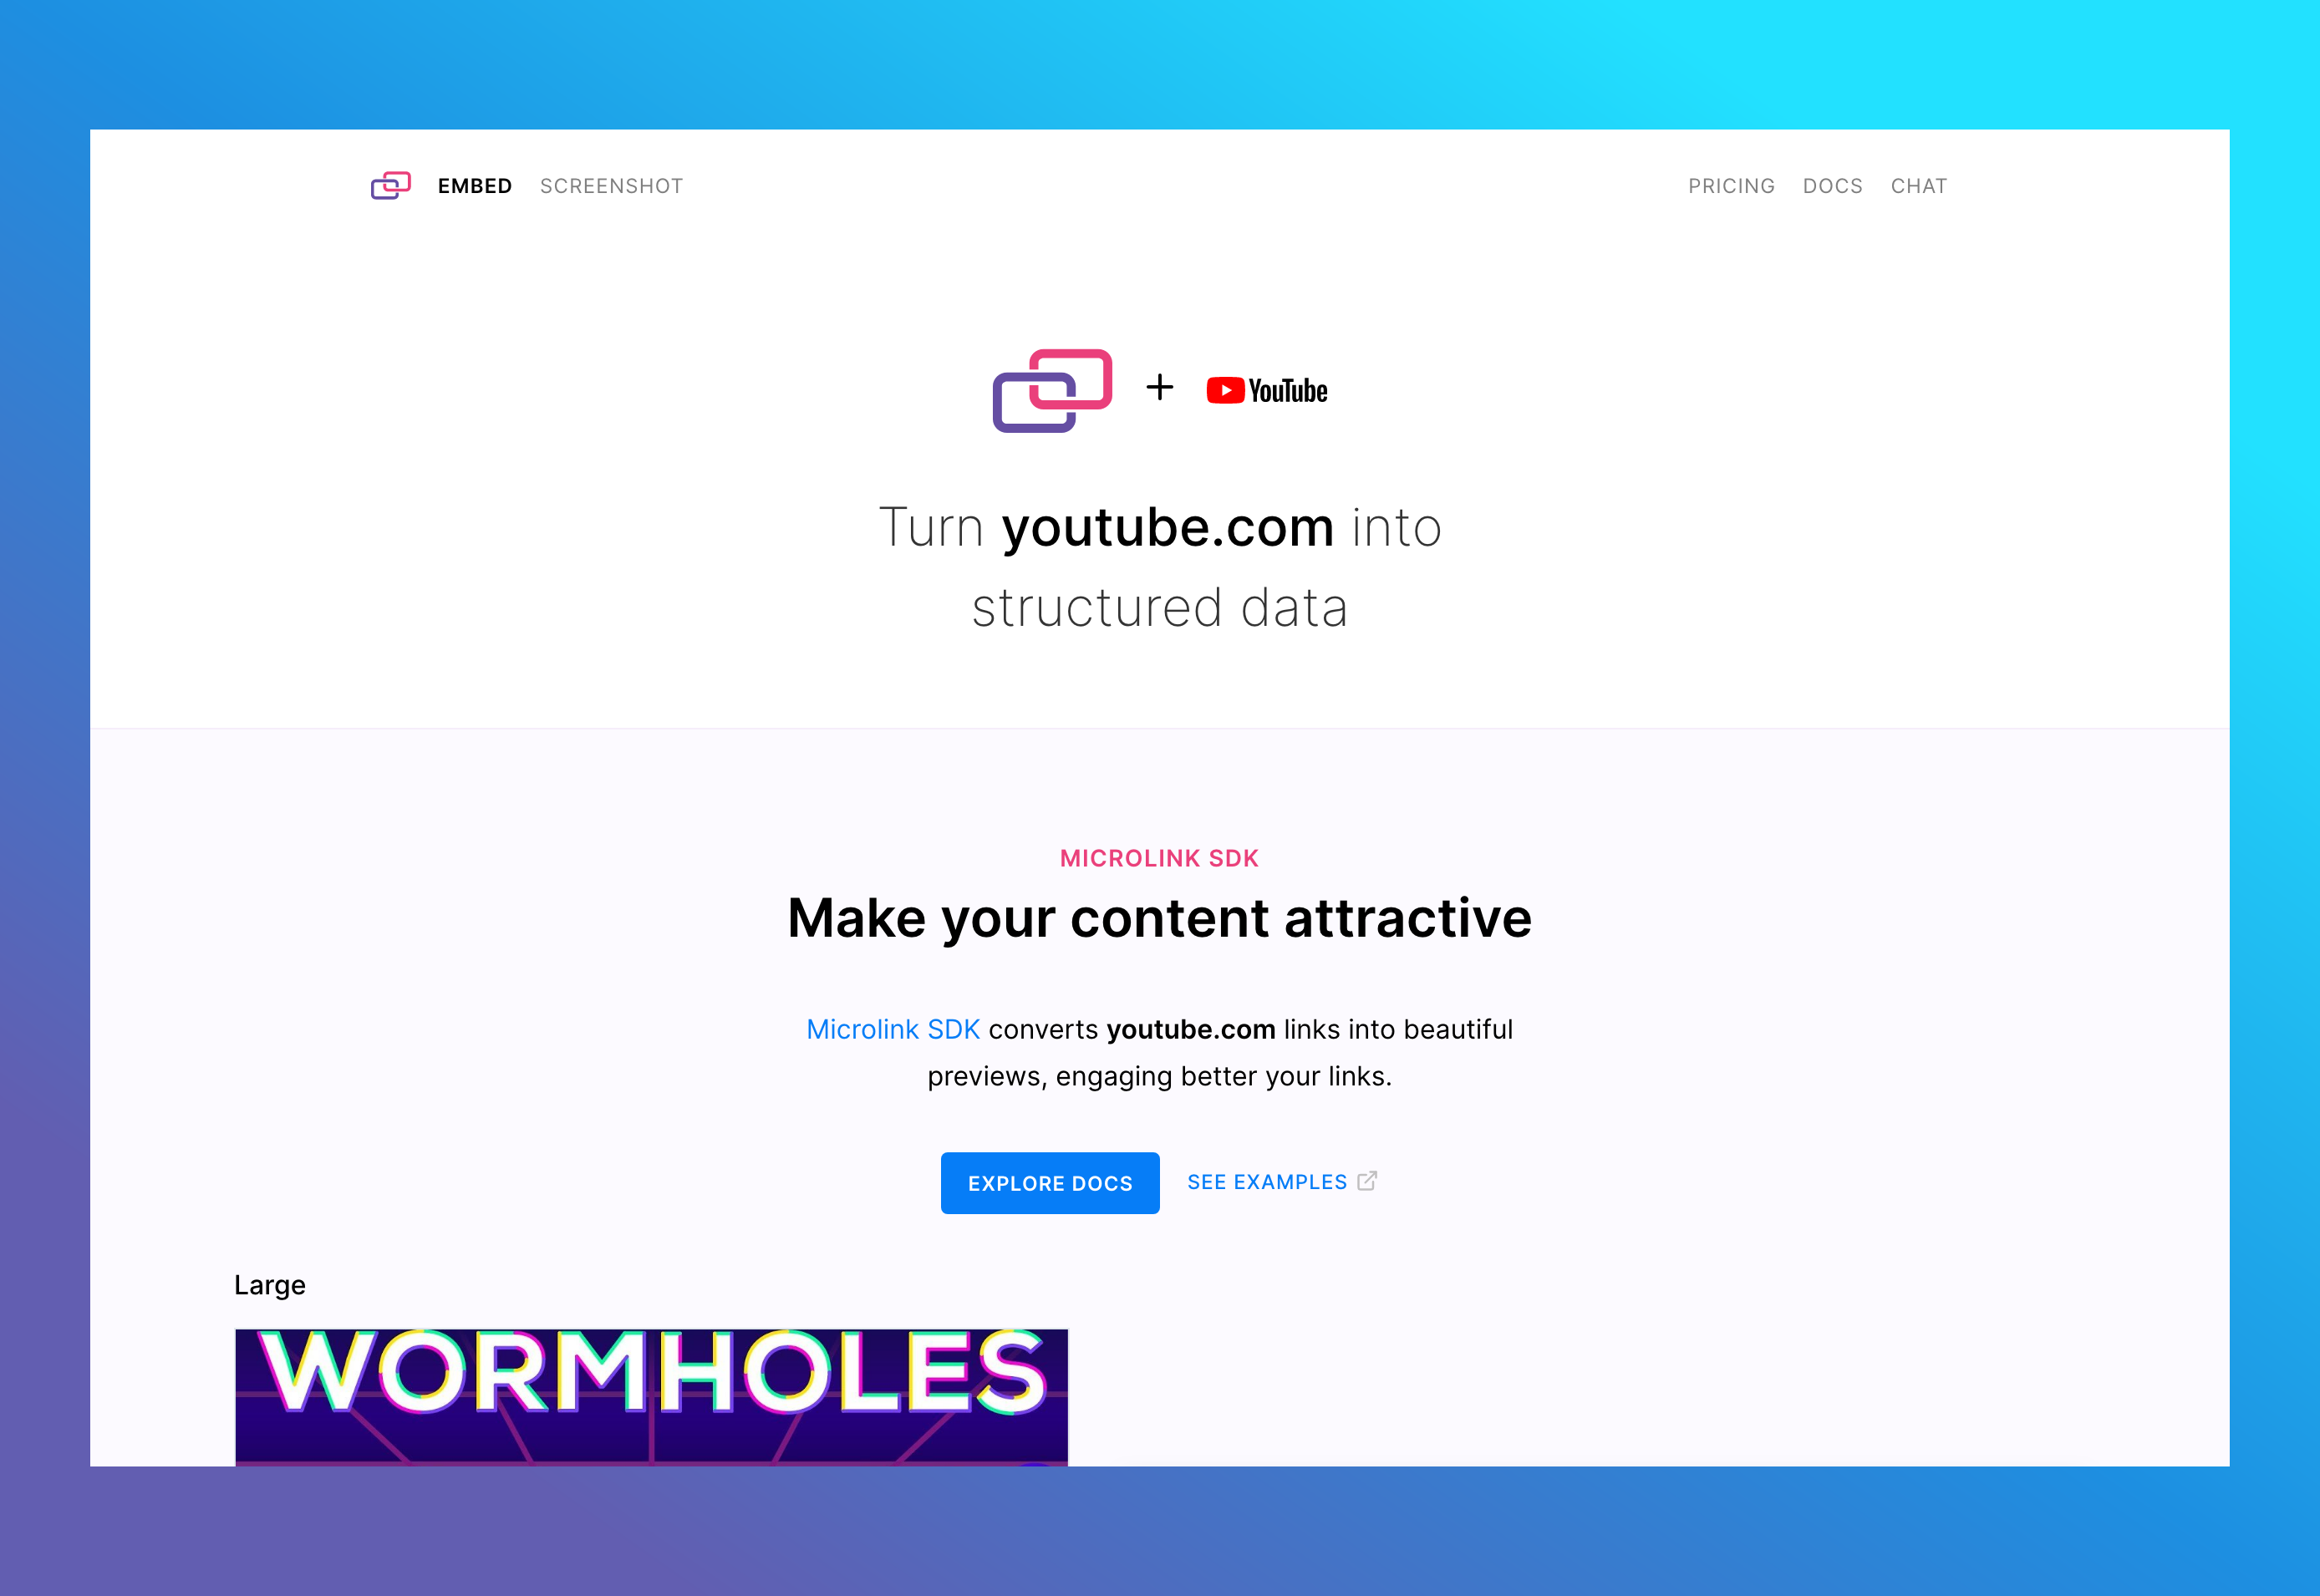 EMBED SCREENSHOT PRICING DOCS CHAT
+ YouTube
Turn youtube.com into
structured data
MICROLINK SDK
Make your content attractive
Microlink SDK converts youtube.com links into beautiful
previews, engaging better your links.
EXPLORE DOCS SEE EXAMPLES
Large
WORMHOLES